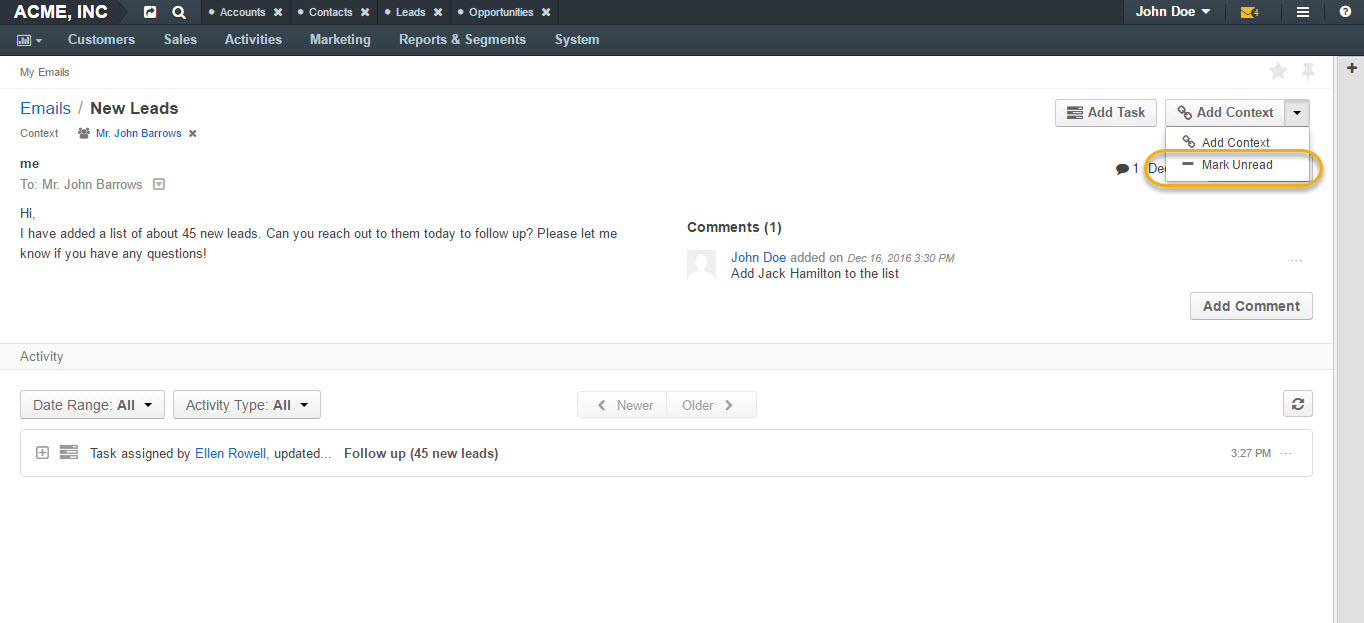 ACME, INC Accounts Contacts Leads Opportunities John Doe 4
Customers Sales Activities Marketing Reports & Segments System
My Emails
Emails / New Leads Add Task Add Context
Context Mr. John Barrows Add Context
me Mark Unread
To: Mr. John Barrows 1
Hi,
I have added a list of about 45 new leads. Can you reach out to them today to follow up? Please let me
know if you have any questions!
Comments (1)
John Doe added on Dec 16, 2016 3:30 PM
Add Jack Hamilton to the list
Add Comment
Activity
Date Range: All Activity Type: All Newer Older
Task assigned by Ellen Rowell, updated... Follow up (45 new leads) 3:27 PM